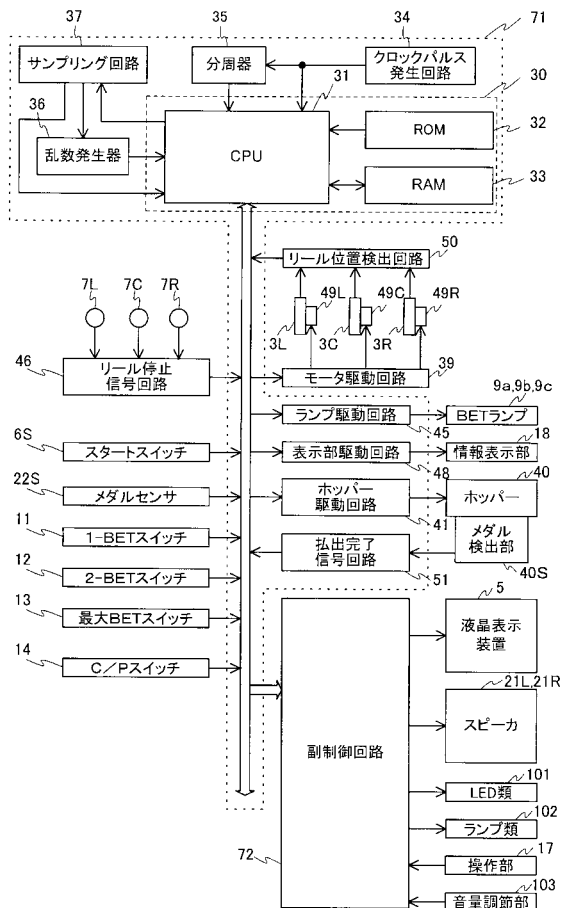 37
35
34
71
サンプリング回路
分周器
クロックパルス
発生回路
31
30
36
乱数発生器
CPU
ROM
32
RAM
33
50
リール位置検出回路
7L
7C
7R
49L
49C
49R
3L
3C
3R
39
46
リール停止
信号回路
モータ駆動回路
9a,9b,9c
ランプ駆動回路
BETランプ
45
18
6S
スタートスイッチ
表示部駆動回路
情報表示部
48
40
22S
メダルセンサ
ホッパー
駆動回路
ホッパー
41
11
1-BETスイッチ
払出完了
信号回路
メダル
検出部
51
40S
12
2-BETスイッチ
13
最大BETスイッチ
5
液晶表示
装置
14
C/Pスイッチ
21L,21R
スピーカ
副制御回路
101
LED類
102
ランプ類
72
17
操作部
103
音量調節部